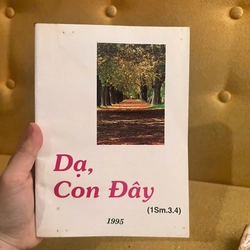 Dạ,
Con Đây
(1Sm.3.4)
1995